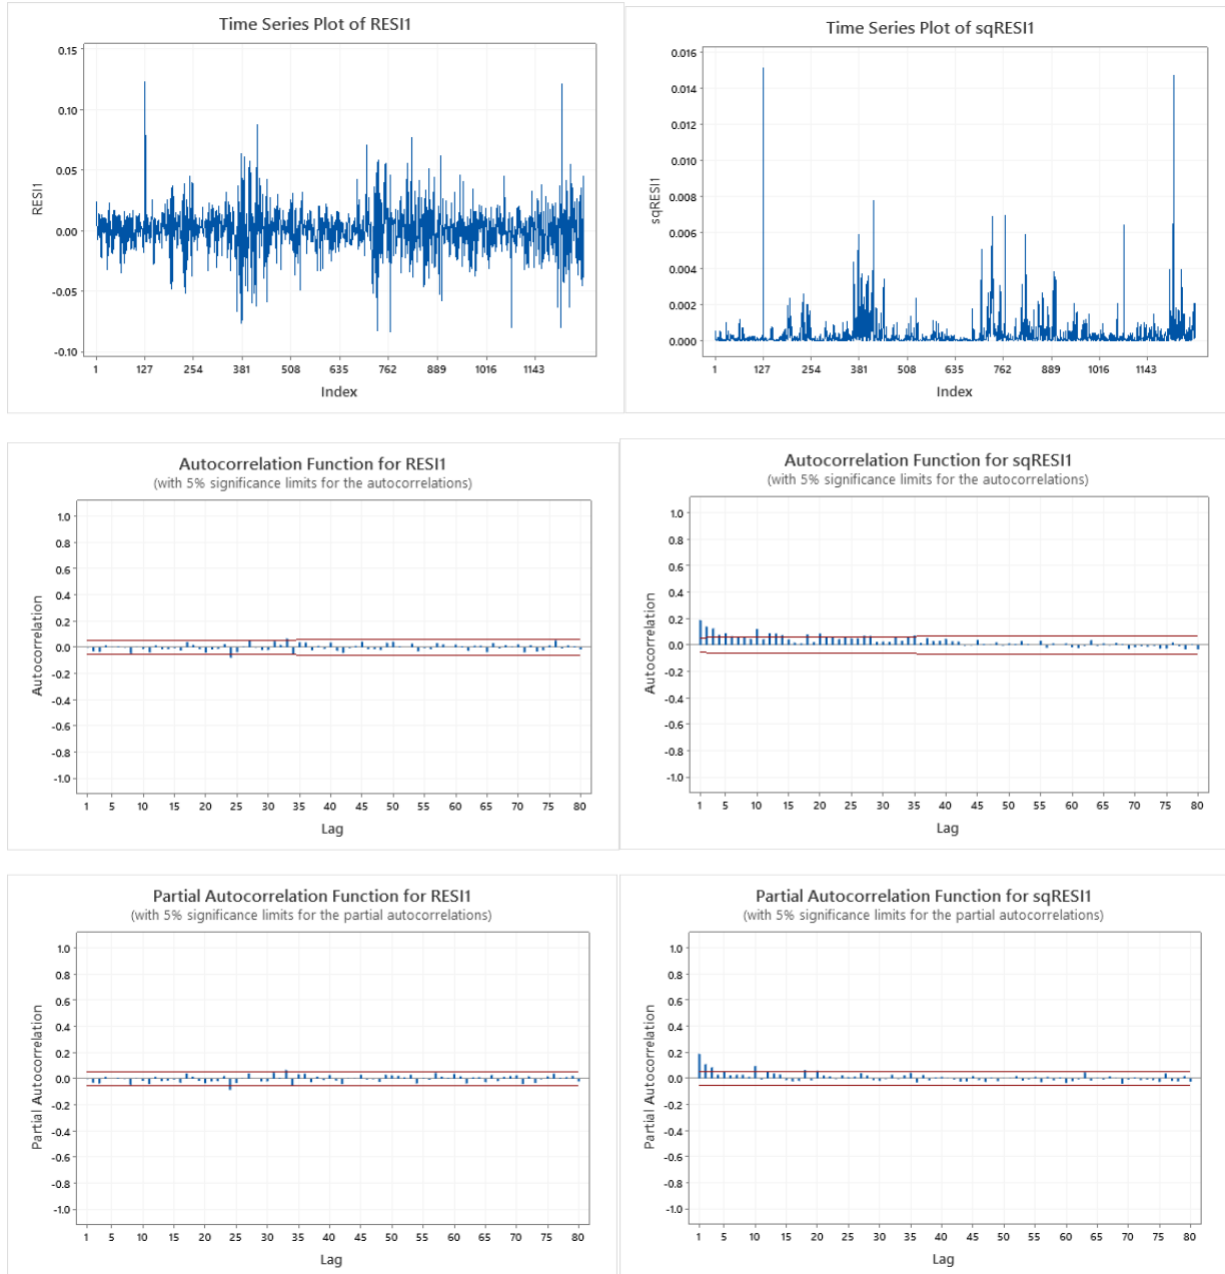 Time Series Plot of RESI1
0.15
0.10
0.05
0.00
-0.05
-0.10
RESI1
1 127 254 381 508 635 762 889 1016 1143
Index
Time Series Plot of sqRESI1
0.016
0.014
0.012
0.010
0.008
0.006
0.004
0.002
0.000
sqRESI1
1 127 254 381 508 635 762 889 1016 1143
Index
Autocorrelation Function for RESI1
(with 5% significance limits for the autocorrelations)
1.0
0.8
0.6
0.4
0.2
0.0
-0.2
-0.4
-0.6
-0.8
-1.0
Autocorrelation
1 5 10 15 20 25 30 35 40 45 50 55 60 65 70 75 80
Lag
Autocorrelation Function for sqRESI1
(with 5% significance limits for the autocorrelations)
1.0
0.8
0.6
0.4
0.2
0.0
-0.2
-0.4
-0.6
-0.8
-1.0
Autocorrelation
1 5 10 15 20 25 30 35 40 45 50 55 60 65 70 75 80
Lag
Partial Autocorrelation Function for RESI1
(with 5% significance limits for the partial autocorrelations)
1.0
0.8
0.6
0.4
0.2
0.0
-0.2
-0.4
-0.6
-0.8
-1.0
Partial Autocorrelation
1 5 10 15 20 25 30 35 40 45 50 55 60 65 70 75 80
Lag
Partial Autocorrelation Function for sqRESI1
(with 5% significance limits for the partial autocorrelations)
1.0
0.8
0.6
0.4
0.2
0.0
-0.2
-0.4
-0.6
-0.8
-1.0
Partial Autocorrelation
1 5 10 15 20 25 30 35 40 45 50 55 60 65 70 75 80
Lag